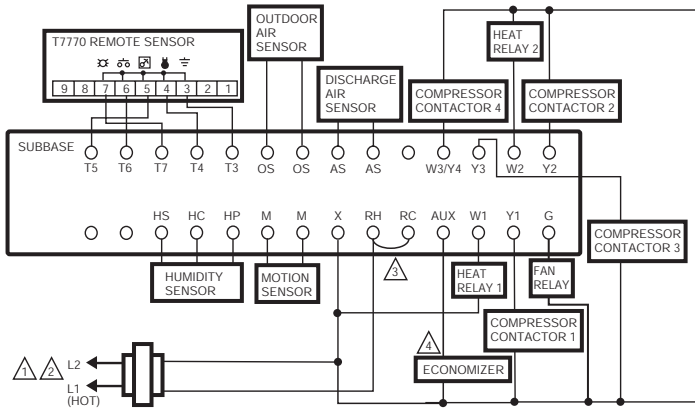 OUTDOOR
AIR
SENSOR
T7770 REMOTE SENSOR
9 8 7 6 5 4 3 2 1
DISCHARGE
AIR
SENSOR
COMPRESSOR
CONTACTOR 4
HEAT
RELAY 2
COMPRESSOR
CONTACTOR 2
SUBBASE
T5 T6 T7 T4 T3 OS OS AS AS W3/Y4 Y3 W2 Y2
HS HC HP M M X RH RC AUX W1 Y1 G
COMPRESSOR
CONTACTOR 3
HUMIDITY
SENSOR
MOTION
SENSOR
3
HEAT
RELAY 1
FAN
RELAY
COMPRESSOR
CONTACTOR 1
4
ECONOMIZER
1 2 L2
L1
(HOT)